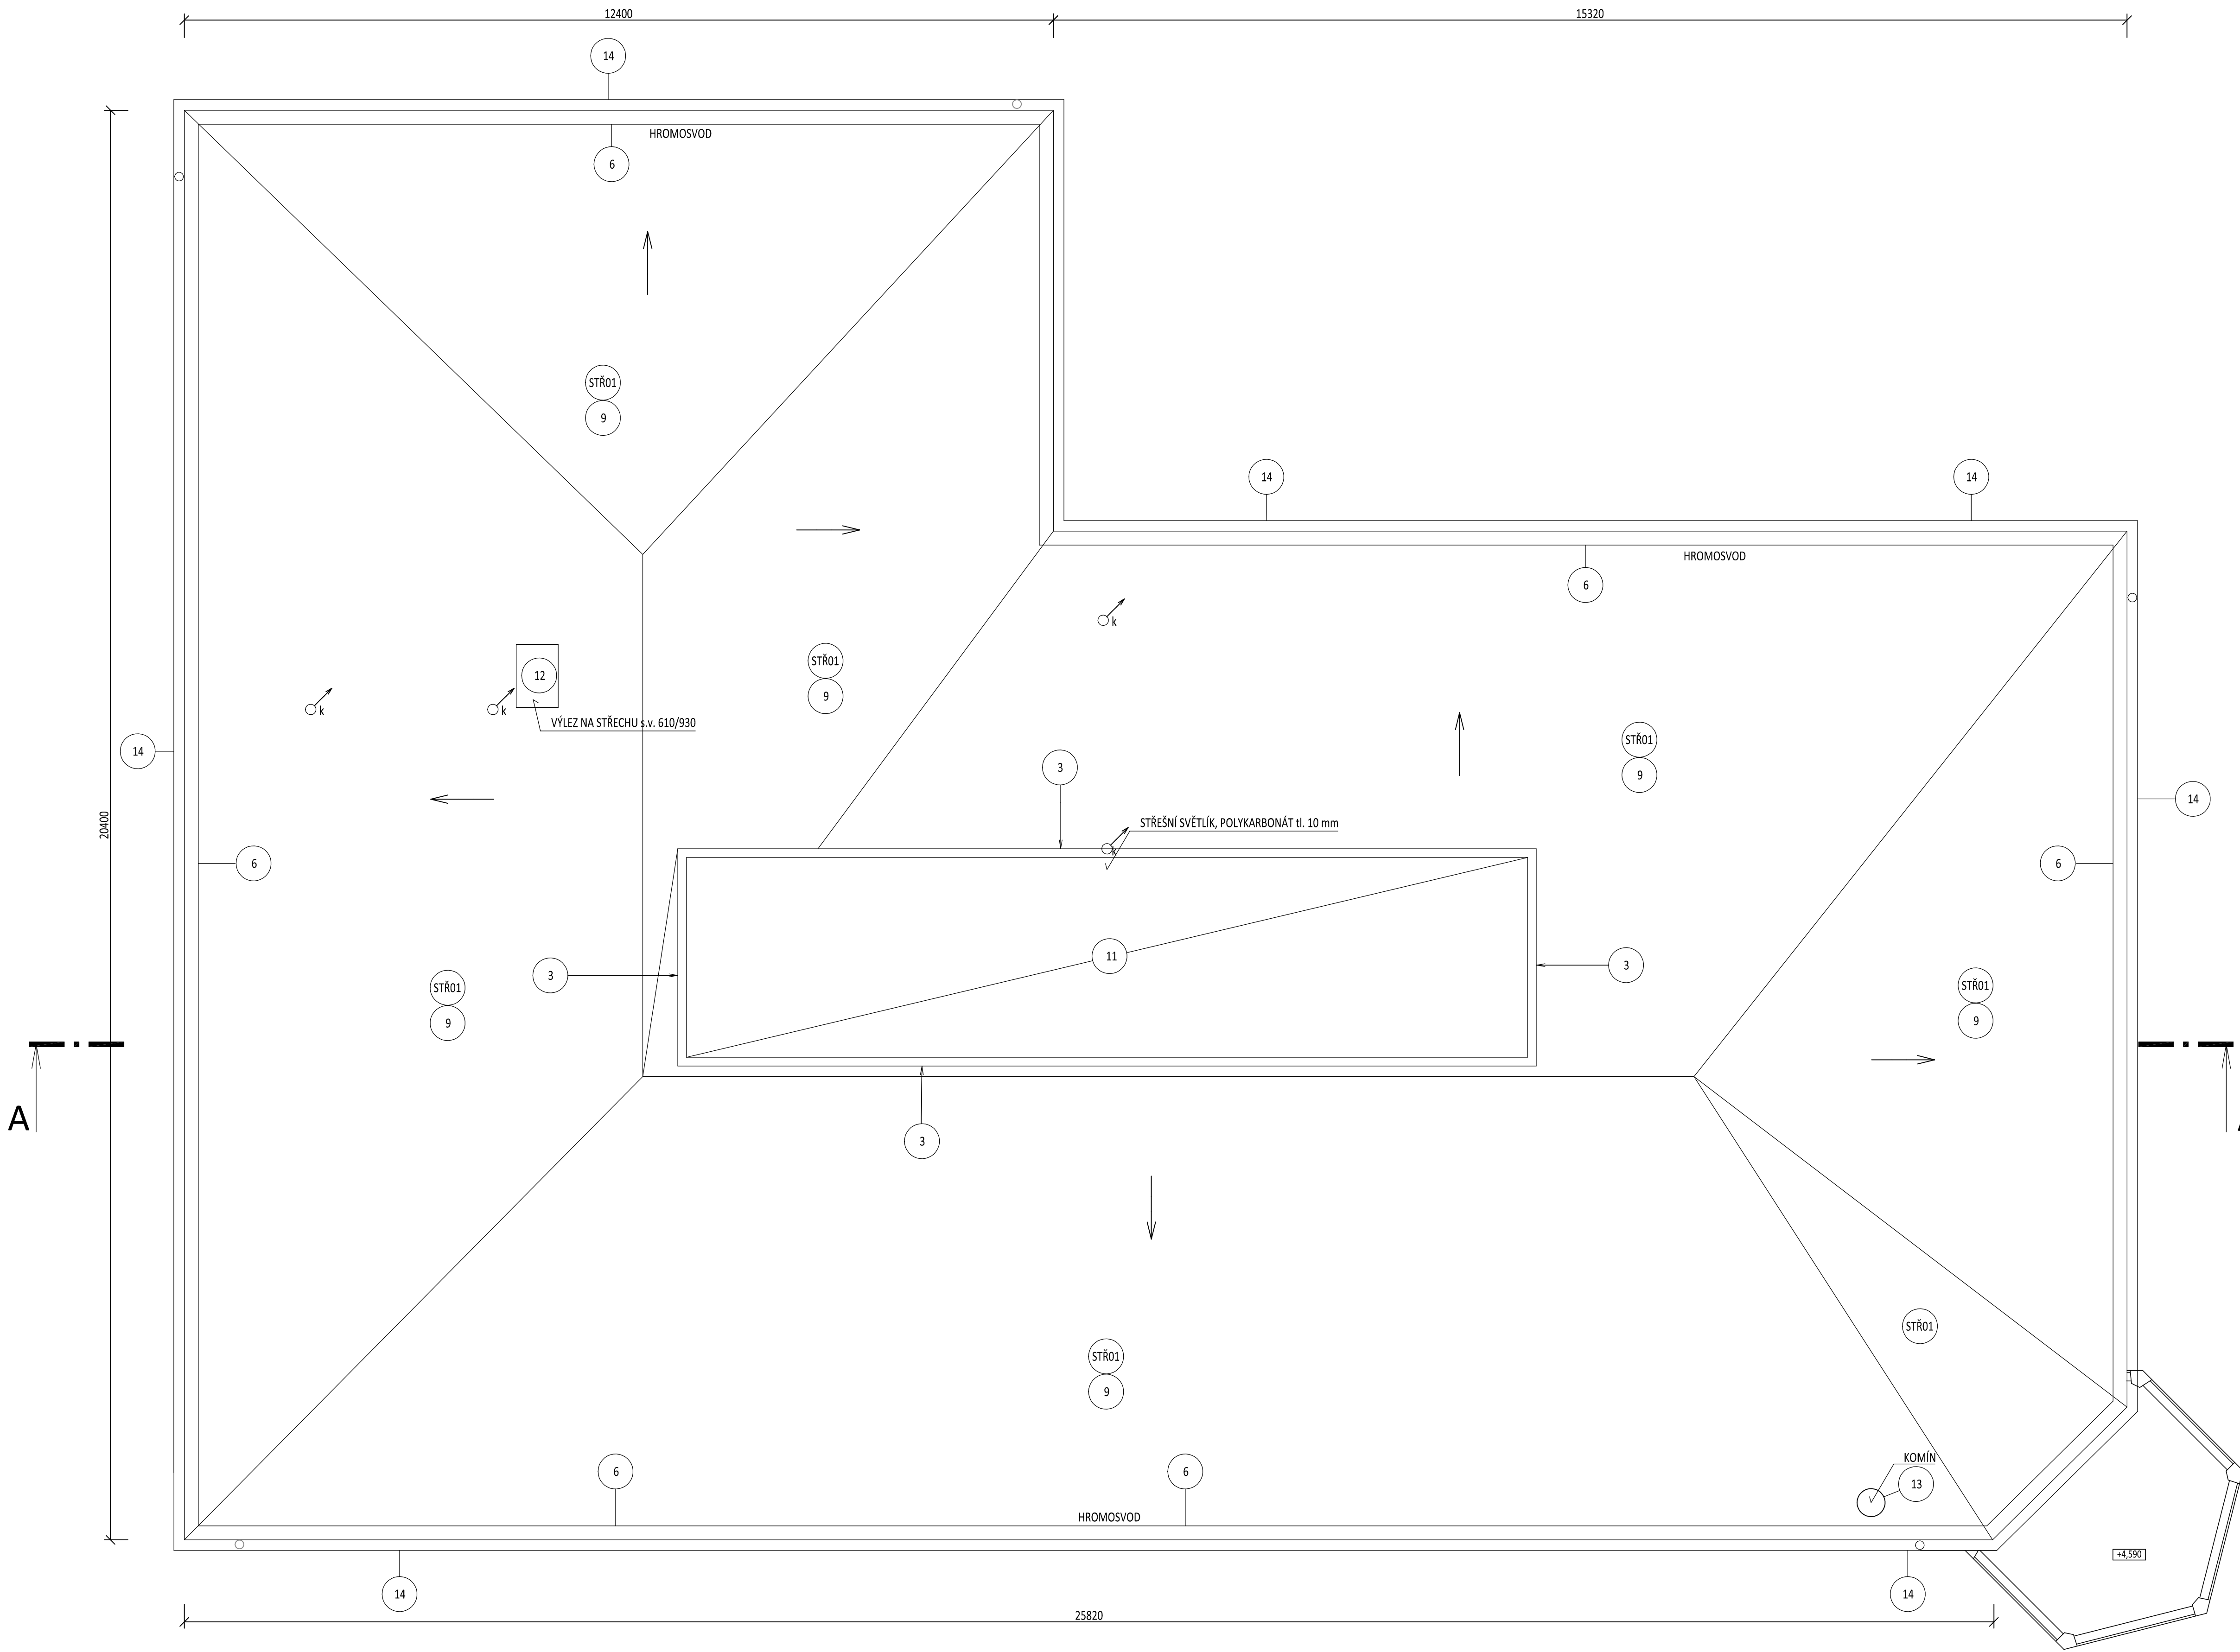 12400
15320
14
HROMOSVOD
6
STŘ01
9
14
14
HROMOSVOD
6
k
STŘ01
9
12
k
k
VÝLEZ NA STŘECHU s.v. 610/930
14
STŘ01
9
3
14
20400
STŘEŠNÍ SVĚTLÍK, POLYKARBONÁT tl. 10 mm
k
6
6
11
3
3
STŘ01
9
STŘ01
9
A
3
STŘ01
STŘ01
9
KOMÍN
6
6
13
HROMOSVOD
+4,590
14
14
25820